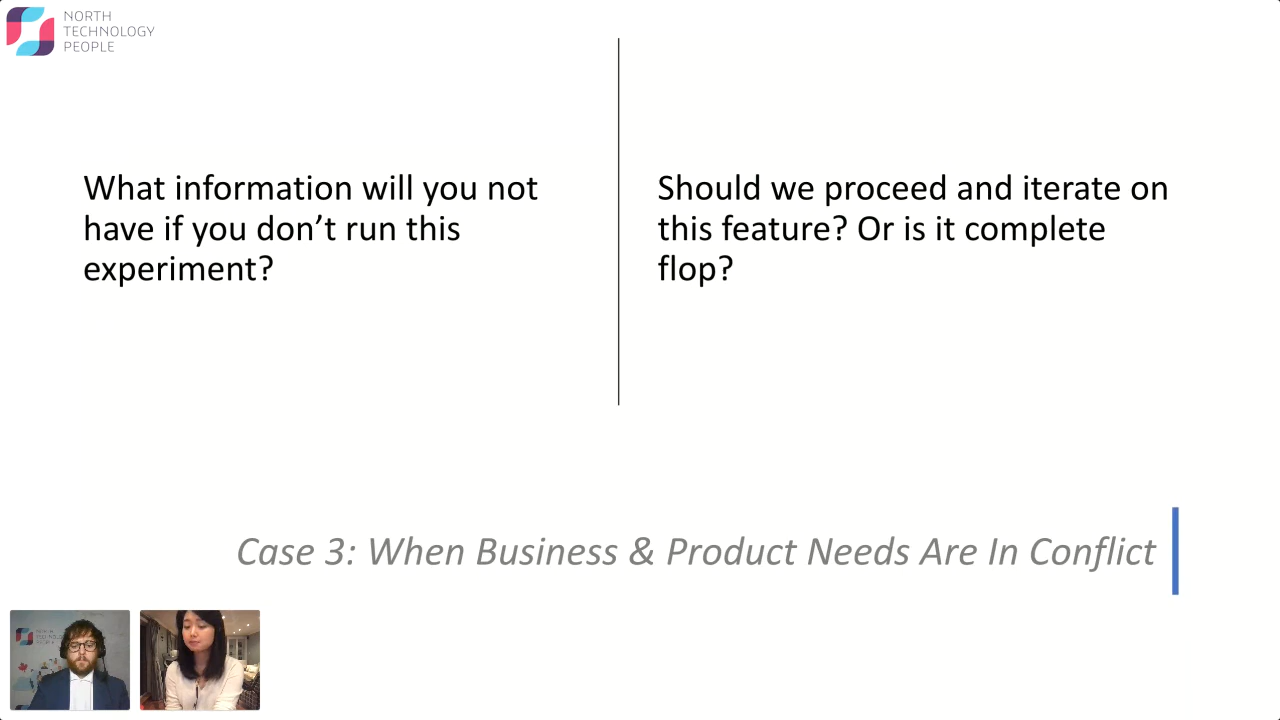 NORTH
TECHNOLOGY
PEOPLE
What information will you not
have if you don’t run this
experiment?
Should we proceed and iterate on
this feature? Or is it complete
flop?
Case 3: When Business & Product Needs Are In Conflict